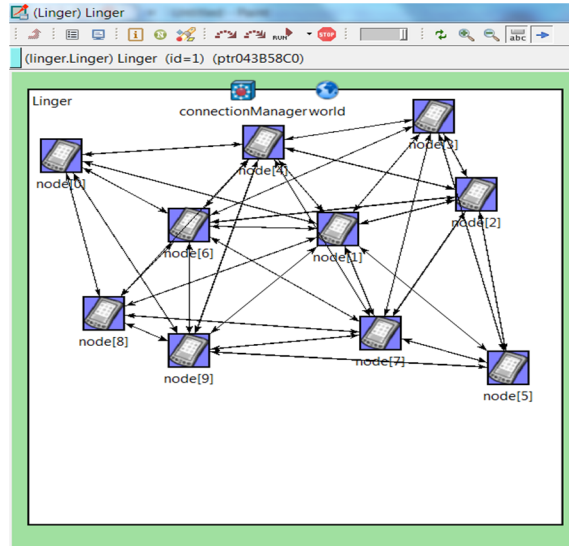 (Linger) Linger
RUN
STOP
abc
(linger.Linger) Linger (id=1) (ptr043B58C0)
Linger
connectionManager world
node[3]
node[4]
node[0]
node[2]
node[6]
node[1]
node[8]
node[7]
node[9]
node[5]